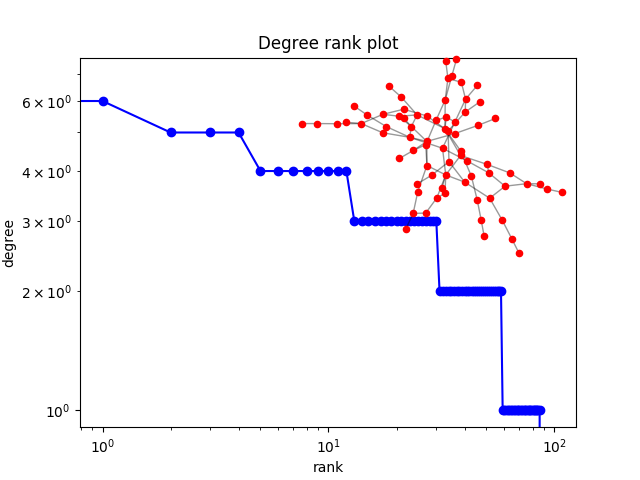 Degree rank plot
degree
6 × 10⁰
4 × 10⁰
3 × 10⁰
2 × 10⁰
10⁰
10⁰ 10¹ 10²
rank